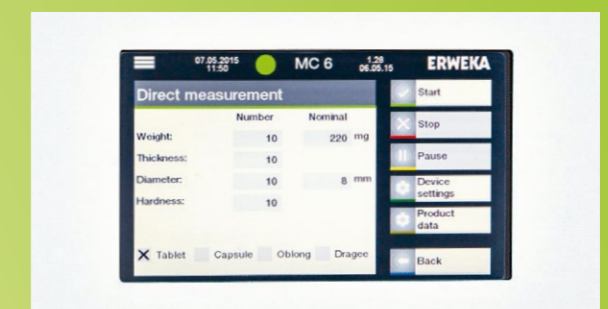 07.05.2015
11:50
MC 6
1.28
06.05.15
ERWEKA
Direct measurement
Number Nominal
Weight: 10 220 mg
Thickness: 10
Diameter: 10 8 mm
Hardness: 10
X Tablet Capsule Oblong Dragee
Start
Stop
Pause
Device
settings
Product
data
Back